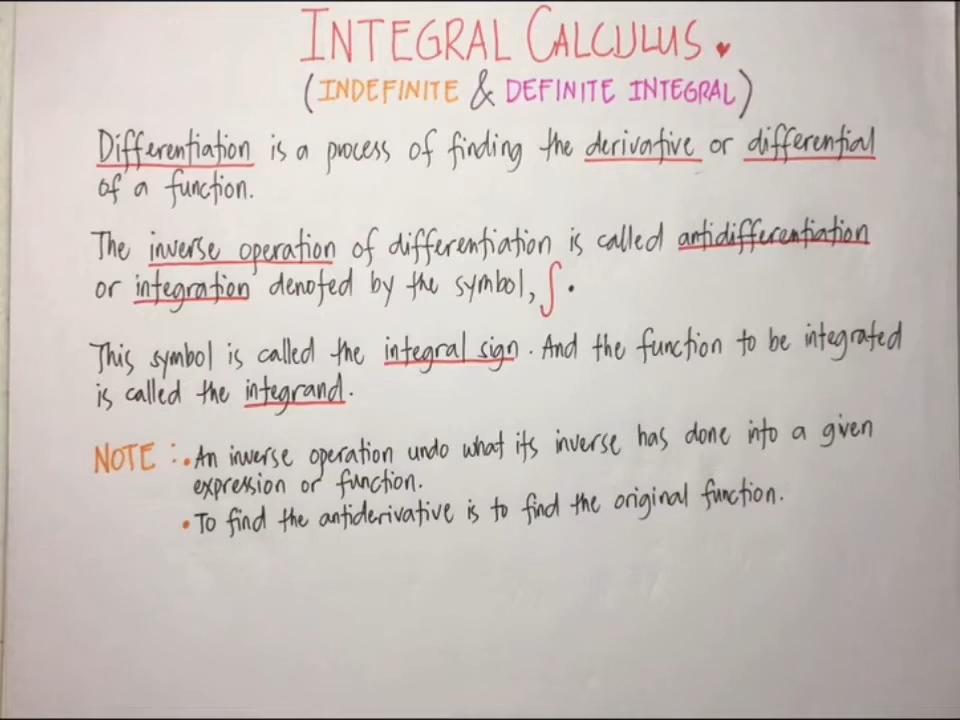 INTEGRAL CALCULUS.
(INDEFINITE & DEFINITE INTEGRAL)
Differentiation is a process of finding the derivative or differential
of a function.
The inverse operation of differentiation is called antidifferentiation
or integration denoted by the symbol, ∫.
This symbol is called the integral sign. And the function to be integrated
is called the integrand.
NOTE : • An inverse operation undo what its inverse has done into a given
expression or function.
• To find the antiderivative is to find the original function.